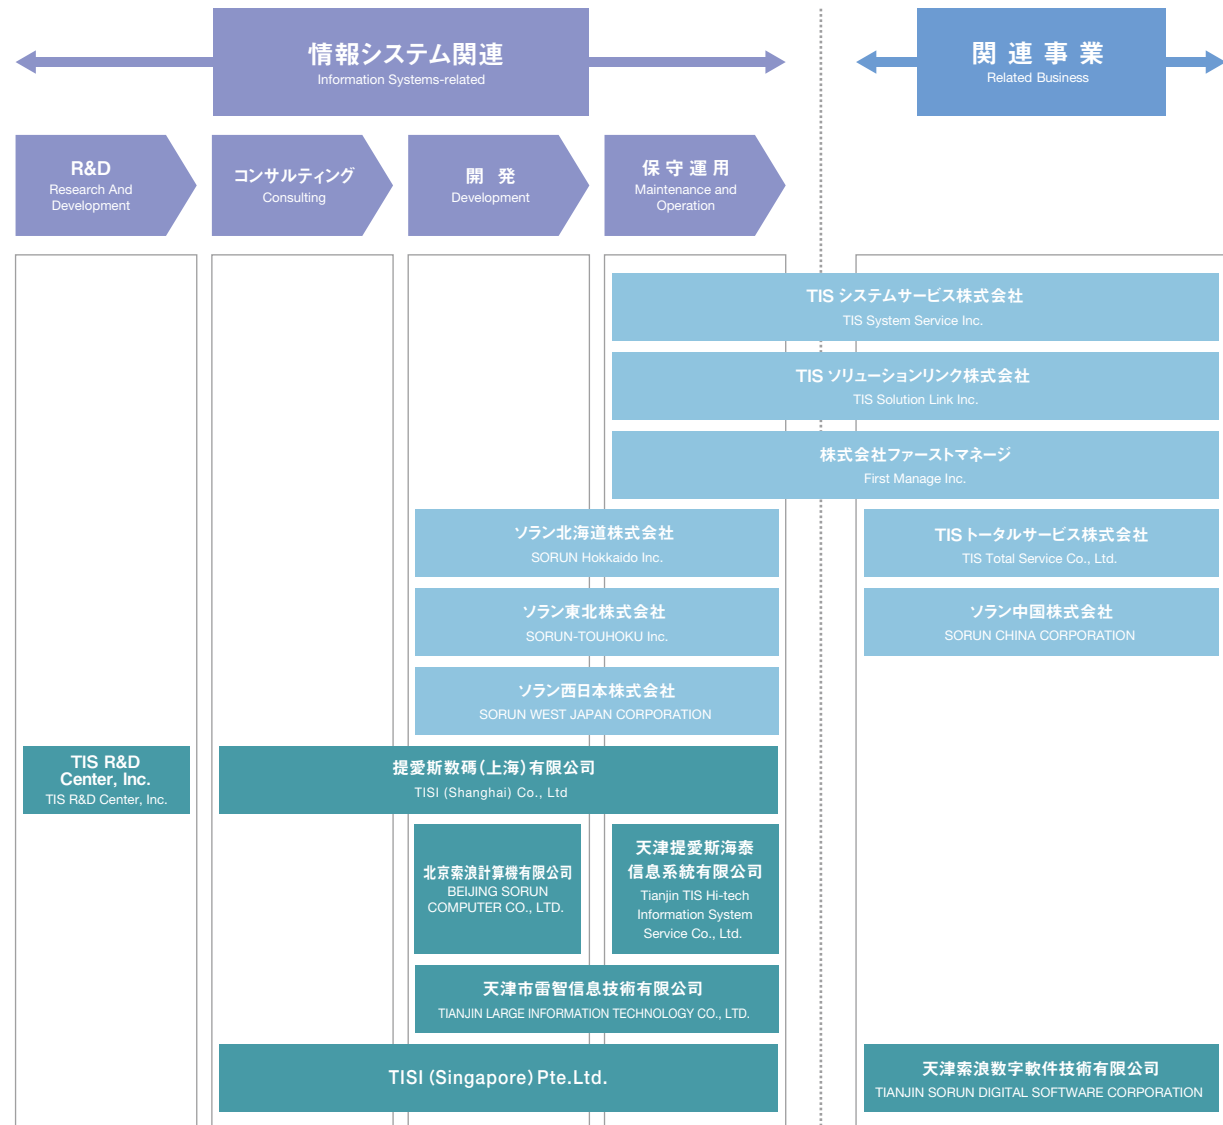 情報システム関連
Information Systems-related
関連事業
Related Business
R&D
Research And
Development
コンサルティング
Consulting
開発
Development
保守運用
Maintenance and
Operation
TIS システムサービス株式会社
TIS System Service Inc.
TIS ソリューションリンク株式会社
TIS Solution Link Inc.
株式会社ファーストマネージ
First Manage Inc.
ソラン北海道株式会社
SORUN Hokkaido Inc.
TIS トータルサービス株式会社
TIS Total Service Co., Ltd.
ソラン東北株式会社
SORUN-TOUHOKU Inc.
ソラン中国株式会社
SORUN CHINA CORPORATION
ソラン西日本株式会社
SORUN WEST JAPAN CORPORATION
TIS R&D
Center, Inc.
TIS R&D Center, Inc.
提愛斯数碼(上海)有限公司
TISI (Shanghai) Co., Ltd
北京索浪計算機有限公司
BEIJING SORUN
COMPUTER CO., LTD.
天津提愛斯海泰
信息系統有限公司
Tianjin TIS Hi-tech
Information System
Service Co., Ltd.
天津市雷智信息技術有限公司
TIANJIN LARGE INFORMATION TECHNOLOGY CO., LTD.
TISI (Singapore) Pte.Ltd.
天津索浪数字軟件技術有限公司
TIANJIN SORUN DIGITAL SOFTWARE CORPORATION